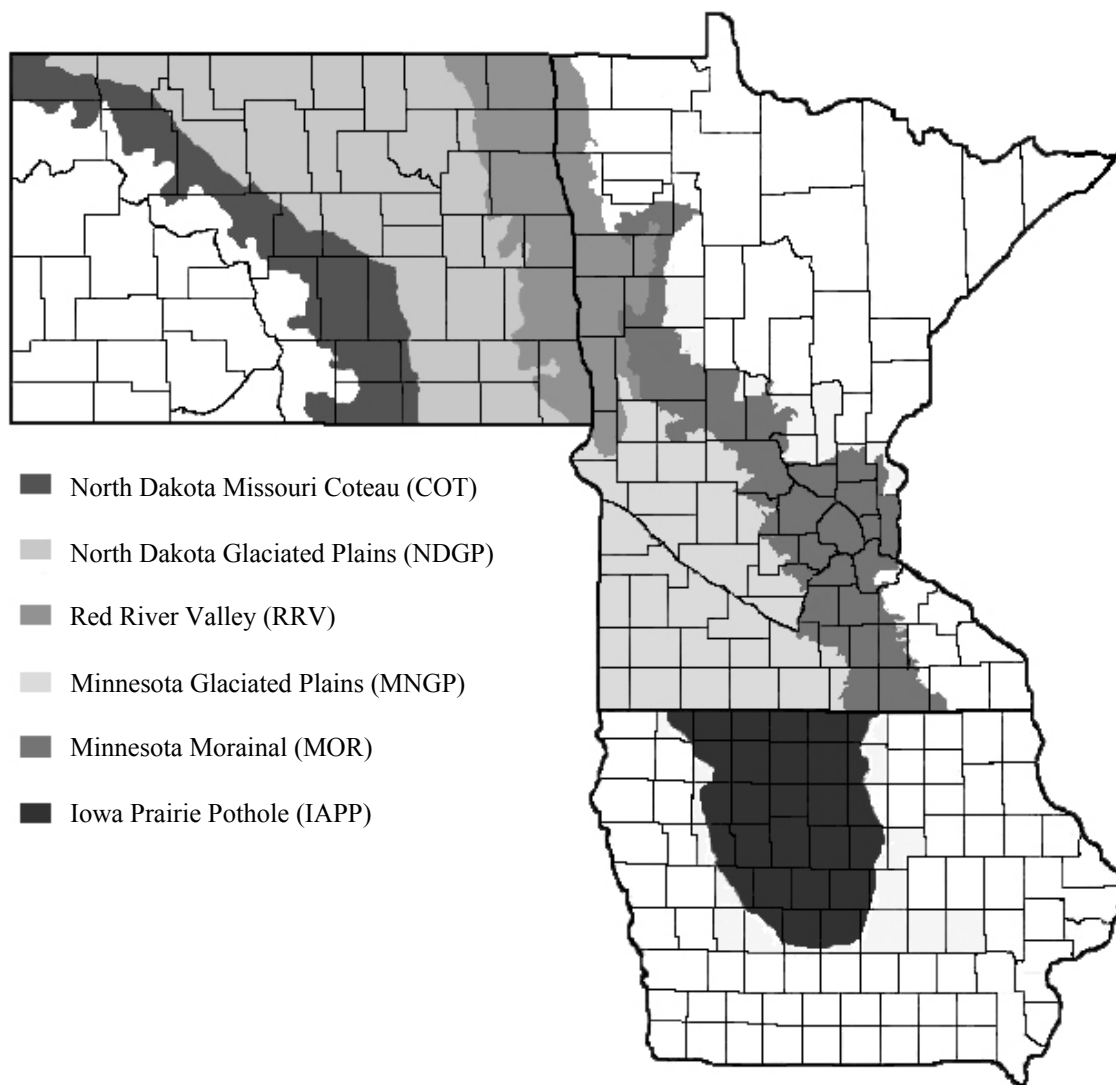 North Dakota Missouri Coteau (COT)
North Dakota Glaciated Plains (NDGP)
Red River Valley (RRV)
Minnesota Glaciated Plains (MNGP)
Minnesota Morainal (MOR)
Iowa Prairie Pothole (IAPP)